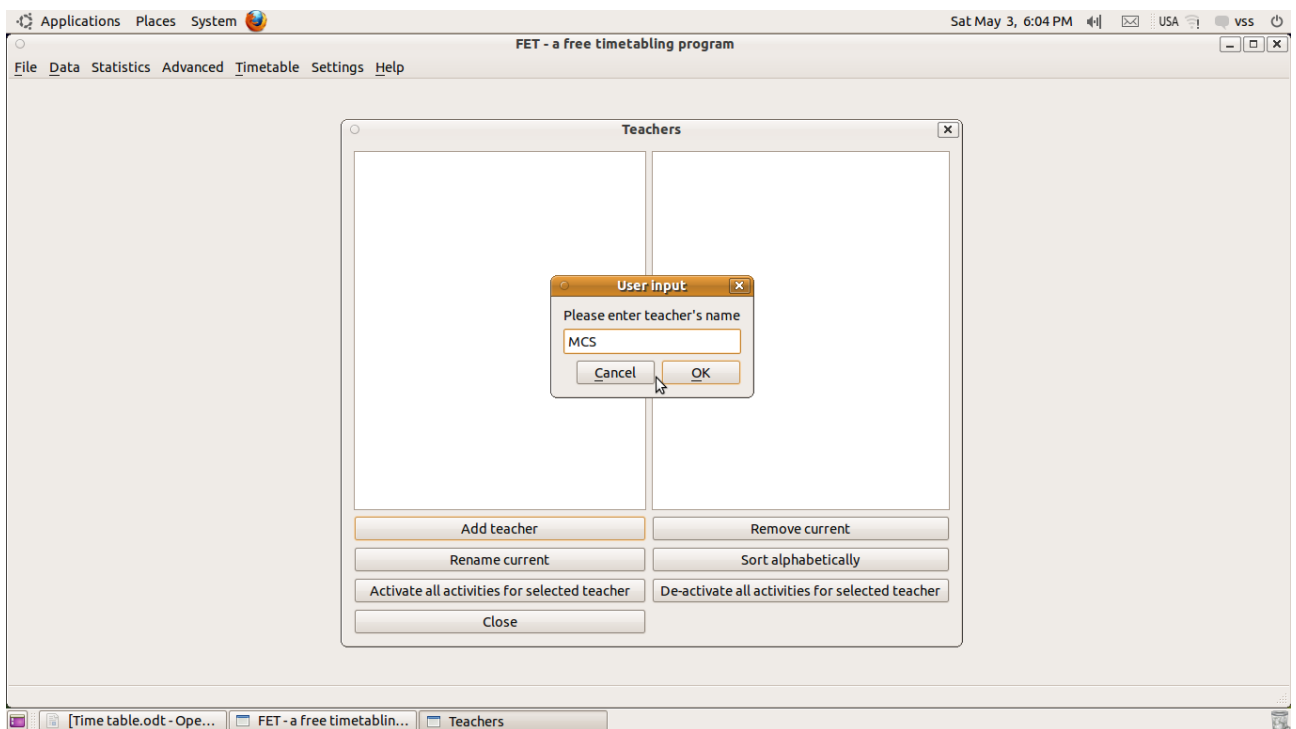 Applications Places System Sat May 3, 6:04 PM USA vss
FET - a free timetabling program
File Data Statistics Advanced Timetable Settings Help
Teachers
User input
Please enter teacher's name
MCS
Cancel OK
Add teacher Remove current
Rename current Sort alphabetically
Activate all activities for selected teacher De-activate all activities for selected teacher
Close
[Time table.odt - Ope... FET - a free timetablin... Teachers